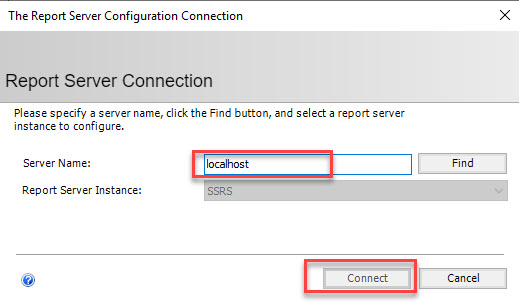 The Report Server Configuration Connection
Report Server Connection
Please specify a server name, click the Find button, and select a report server
instance to configure.
Server Name: localhost Find
Report Server Instance: SSRS
Connect Cancel